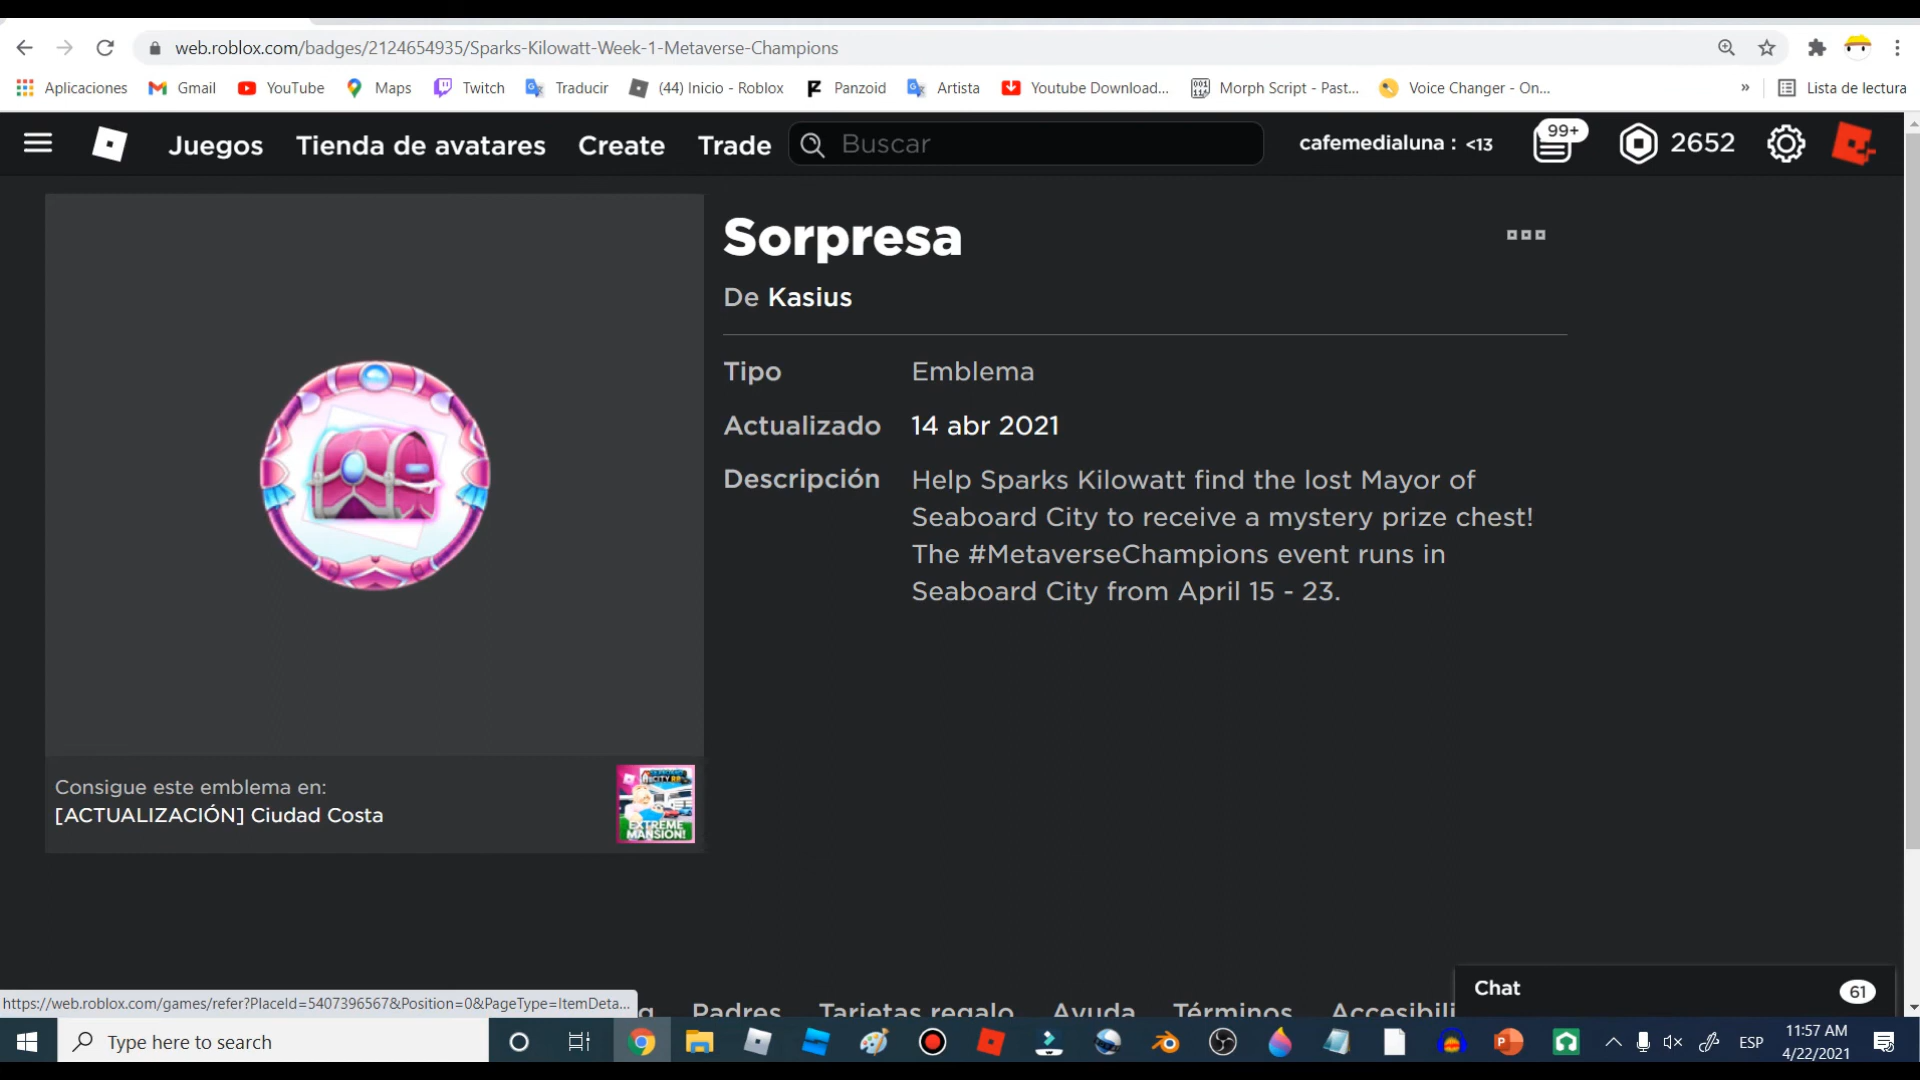 web.roblox.com/badges/2124654935/Sparks-Kilowatt-Week-1-Metaverse-Champions
Aplicaciones Gmail YouTube Maps Twitch Traducir (44) Inicio - Roblox Panzoid Artista Youtube Download... Morph Script - Past... Voice Changer - On... » Lista de lectura
Juegos Tienda de avatares Create Trade Buscar cafemedialuna : <13 99+ 2652
Sorpresa
De Kasius
Tipo Emblema
Actualizado 14 abr 2021
Descripción Help Sparks Kilowatt find the lost Mayor of
Seaboard City to receive a mystery prize chest!
The #MetaverseChampions event runs in
Seaboard City from April 15 - 23.
Consigue este emblema en:
[ACTUALIZACIÓN] Ciudad Costa
EXTREME
MANSION!
Chat 61
https://web.roblox.com/games/refer?PlaceId=5407396567&Position=0&PageType=ItemDeta...
Padres Tarjetas regalo Ayuda Términos Accesibili
Type here to search
ESP
11:57 AM
4/22/2021